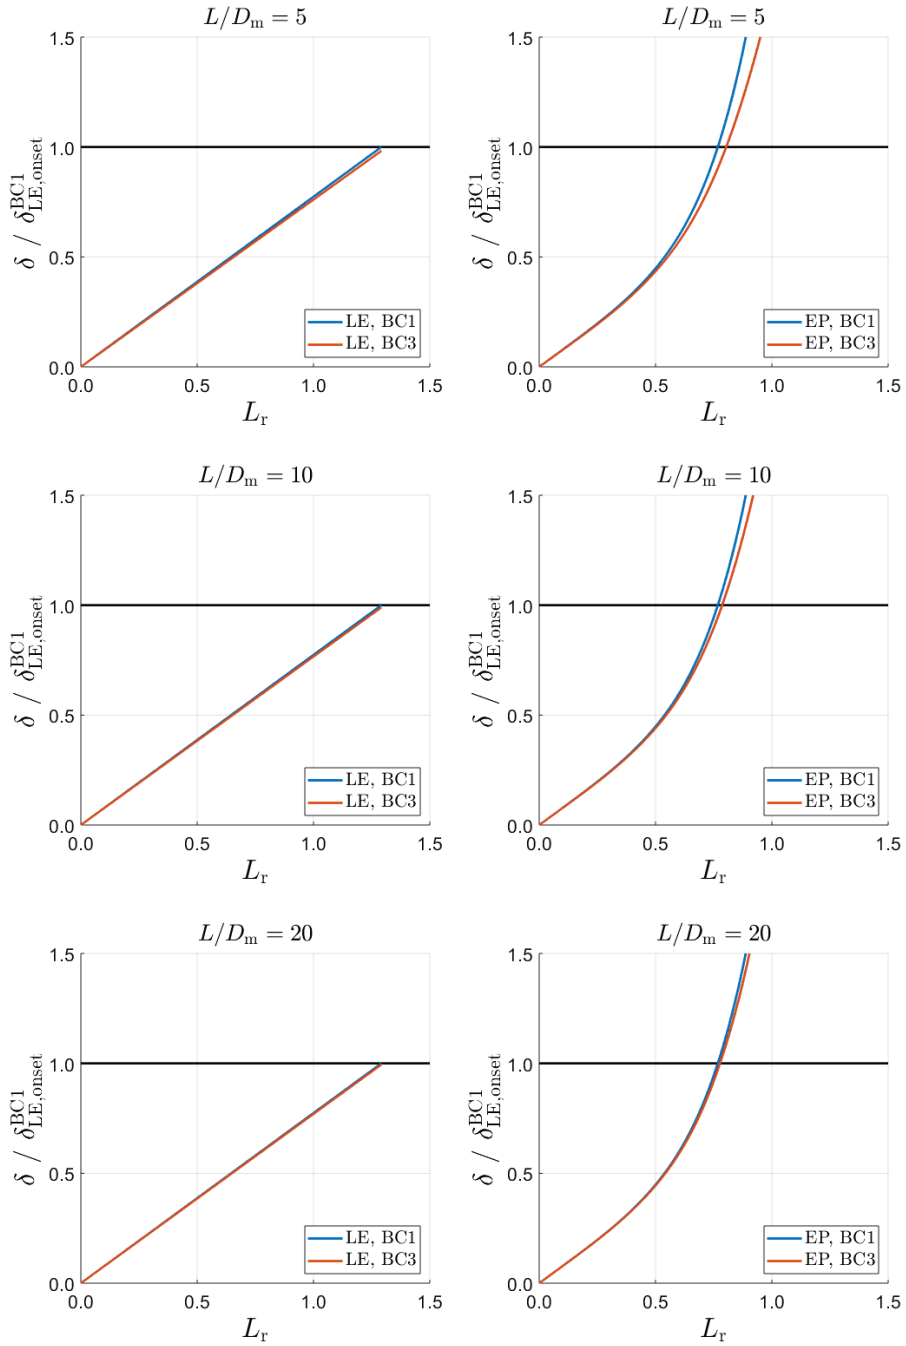 L/Dm = 5
1.5
1.0
0.5
0.0
δ / δ^BC1_LE,onset
LE, BC1
LE, BC3
0.0 0.5 1.0 1.5
Lr
L/Dm = 5
1.5
1.0
0.5
0.0
δ / δ^BC1_LE,onset
EP, BC1
EP, BC3
0.0 0.5 1.0 1.5
Lr
L/Dm = 10
1.5
1.0
0.5
0.0
δ / δ^BC1_LE,onset
LE, BC1
LE, BC3
0.0 0.5 1.0 1.5
Lr
L/Dm = 10
1.5
1.0
0.5
0.0
δ / δ^BC1_LE,onset
EP, BC1
EP, BC3
0.0 0.5 1.0 1.5
Lr
L/Dm = 20
1.5
1.0
0.5
0.0
δ / δ^BC1_LE,onset
LE, BC1
LE, BC3
0.0 0.5 1.0 1.5
Lr
L/Dm = 20
1.5
1.0
0.5
0.0
δ / δ^BC1_LE,onset
EP, BC1
EP, BC3
0.0 0.5 1.0 1.5
Lr